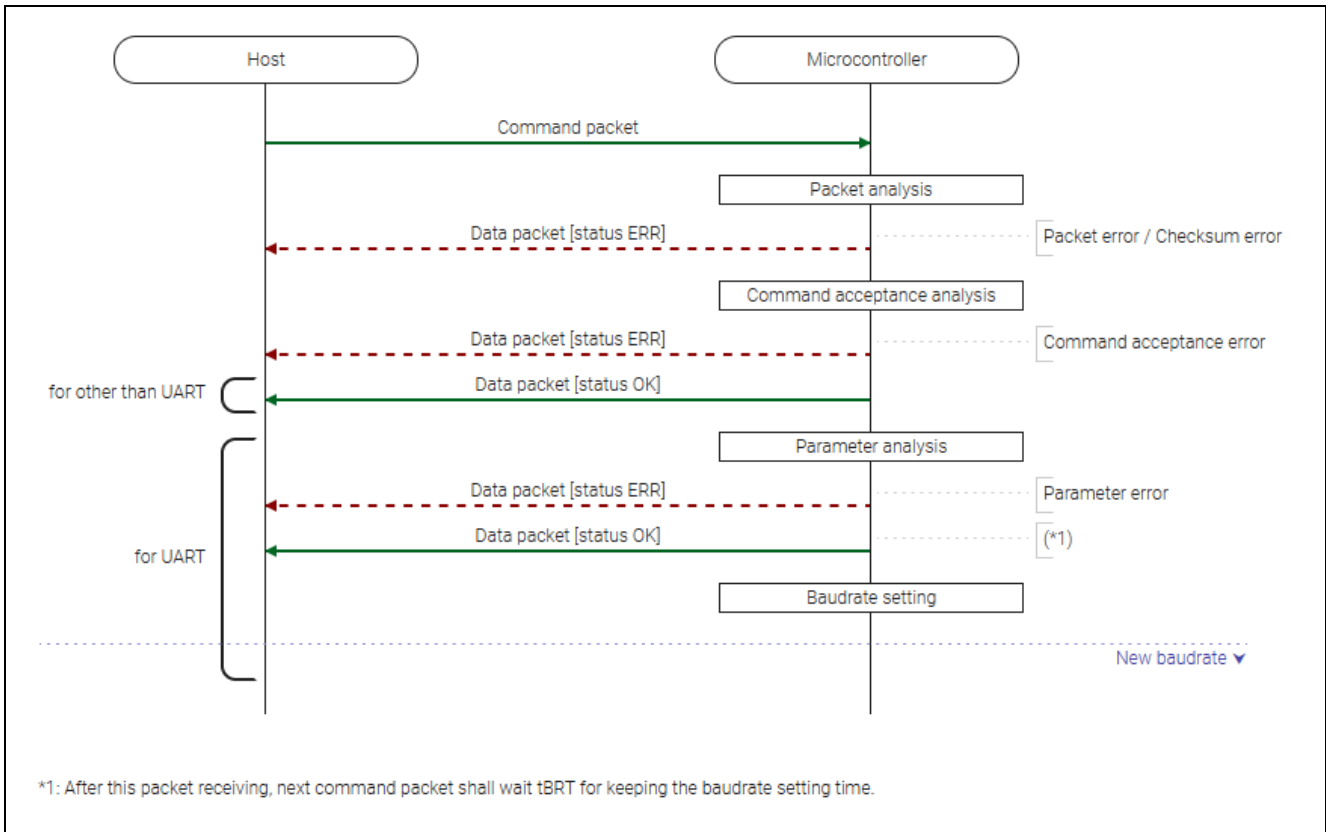 Host
Microcontroller
Command packet
Packet analysis
Data packet [status ERR]
Packet error / Checksum error
Command acceptance analysis
Data packet [status ERR]
Command acceptance error
for other than UART
Data packet [status OK]
Parameter analysis
Data packet [status ERR]
Parameter error
for UART
Data packet [status OK]
(*1)
Baudrate setting
New baudrate
*1: After this packet receiving, next command packet shall wait tBRT for keeping the baudrate setting time.